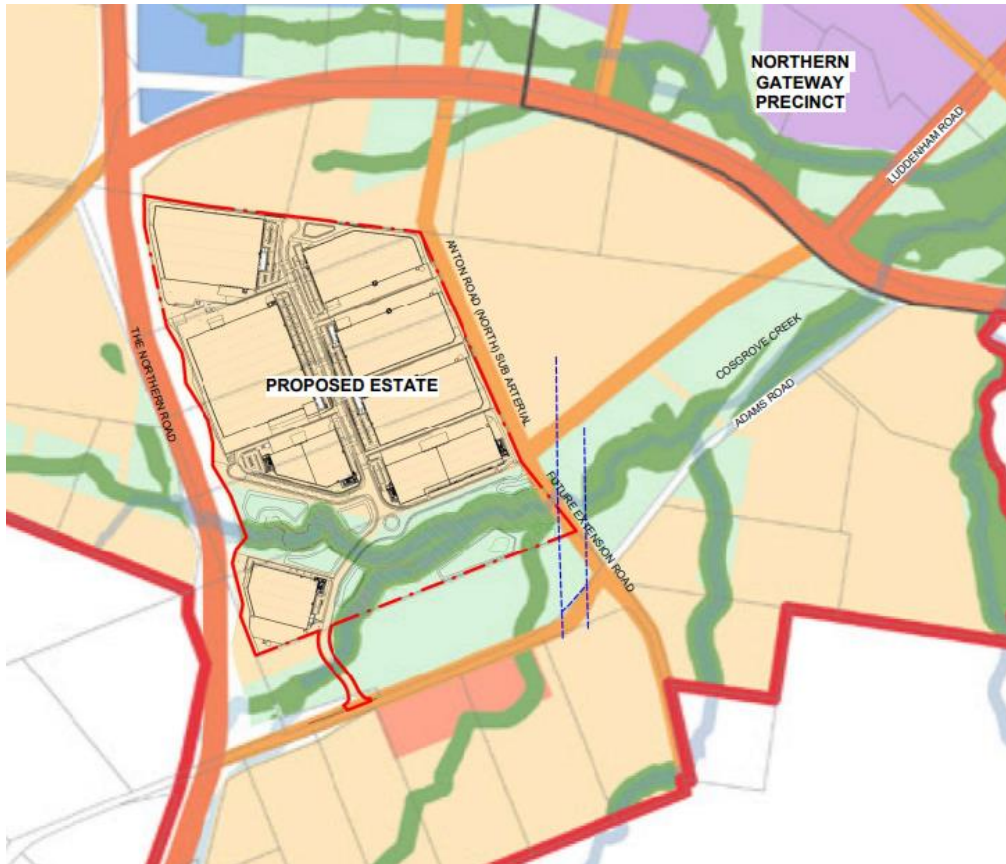 NORTHERN
GATEWAY
PRECINCT
LUDDENHAM ROAD
ANTON ROAD (NORTH) SUB ARTERIAL
THE NORTHERN ROAD
PROPOSED ESTATE
COSGROVE CREEK
ADAMS ROAD
FUTURE EXTENSION ROAD